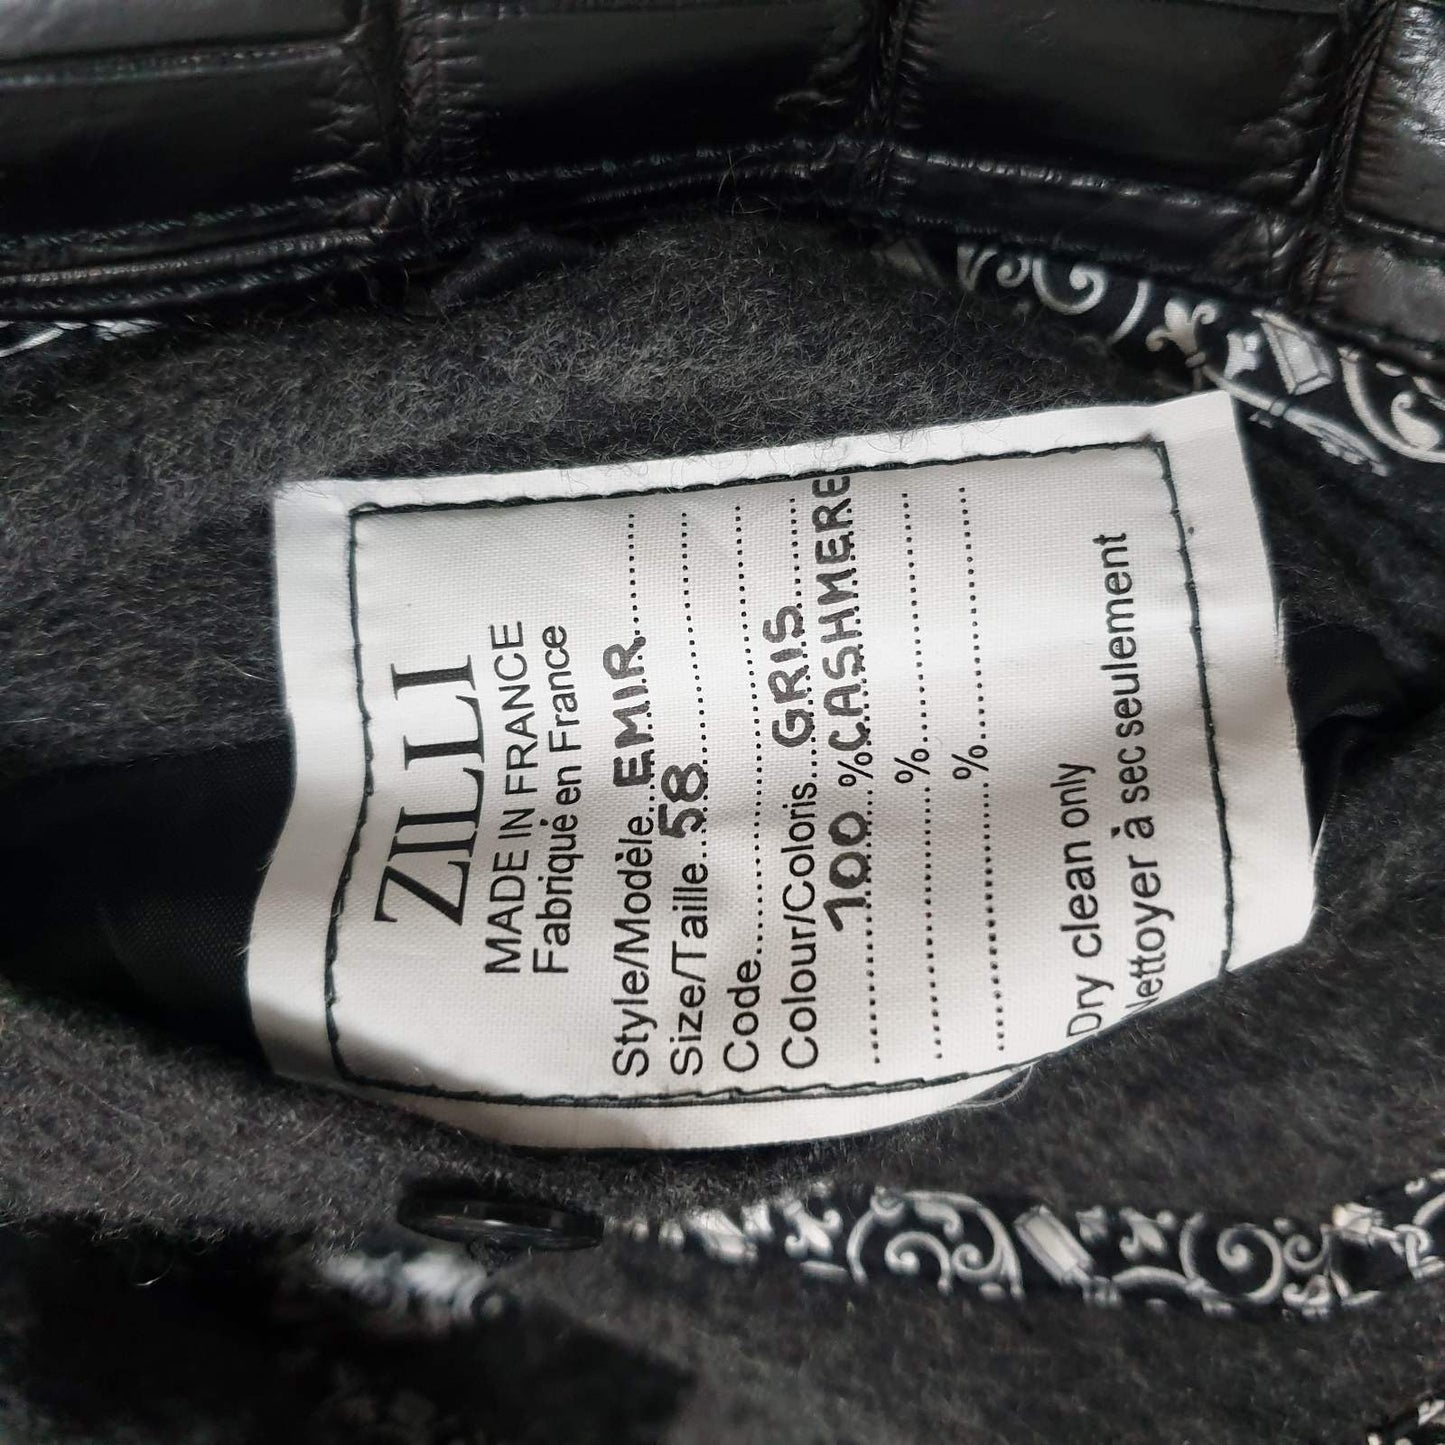 ZILLI
MADE IN FRANCE
Fabriqué en France
Style/Modèle...EMIR..............
Size/Taille..58........................
Code.......................................
Colour/Coloris....GRIS...........
.................100 % CASHMERE
.........................%.........................
.........................%.........................
Dry clean only
Nettoyer à sec seulement